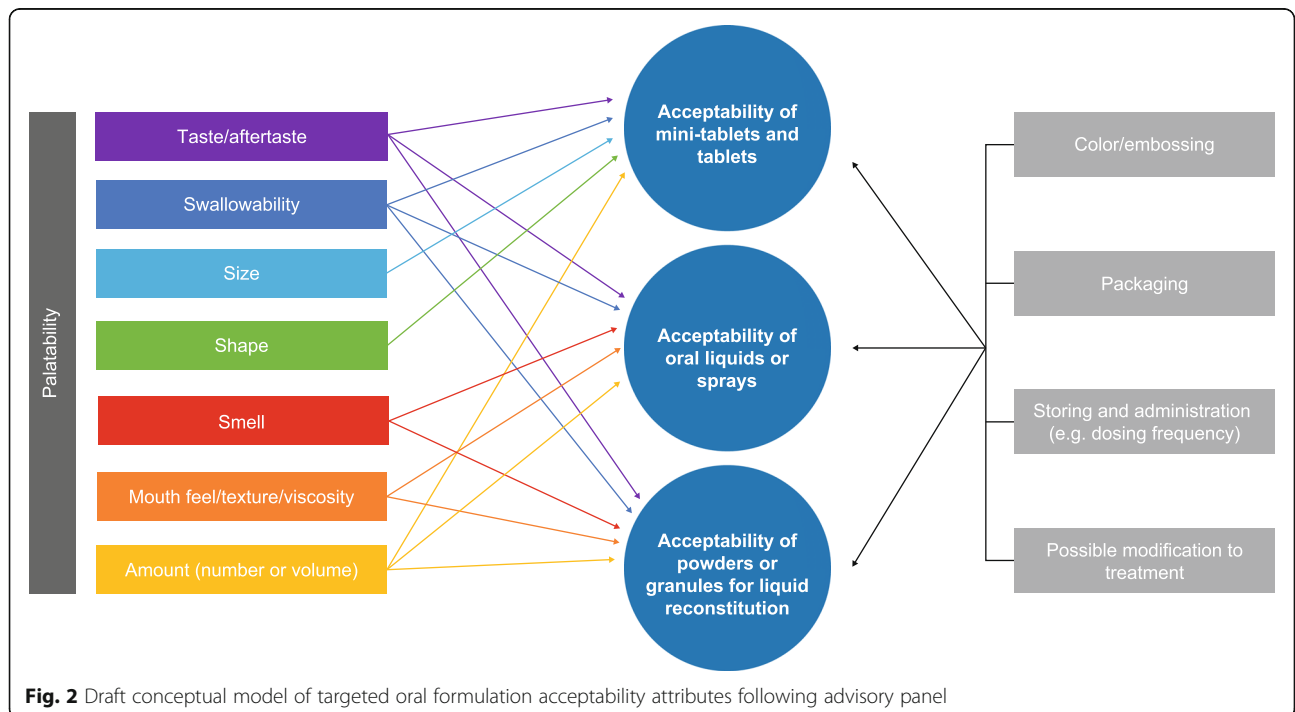 Palatability
Taste/aftertaste
Swallowability
Size
Shape
Smell
Mouth feel/texture/viscosity
Amount (number or volume)
Acceptability of
mini-tablets and
tablets
Acceptability of
oral liquids or
sprays
Acceptability of
powders or
granules for liquid
reconstitution
Color/embossing
Packaging
Storing and administration
(e.g. dosing frequency)
Possible modification to
treatment
Fig. 2 Draft conceptual model of targeted oral formulation acceptability attributes following advisory panel